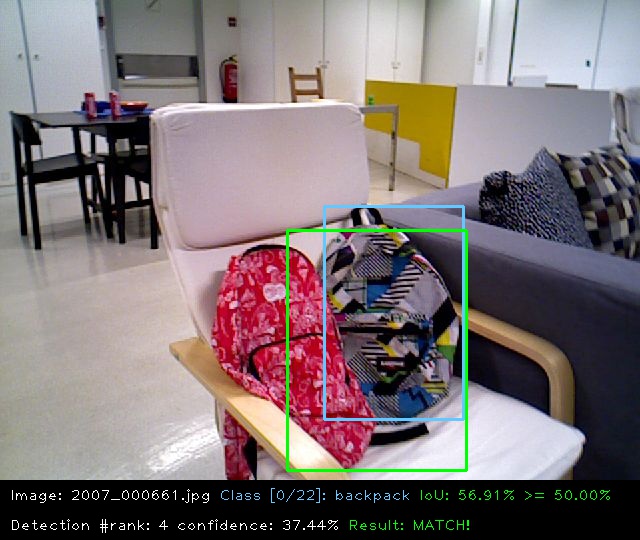 Image: 2007_000661.jpg Class [0/22]: backpack IoU: 56.91% >= 50.00%
Detection #rank: 4 confidence: 37.44% Result: MATCH!